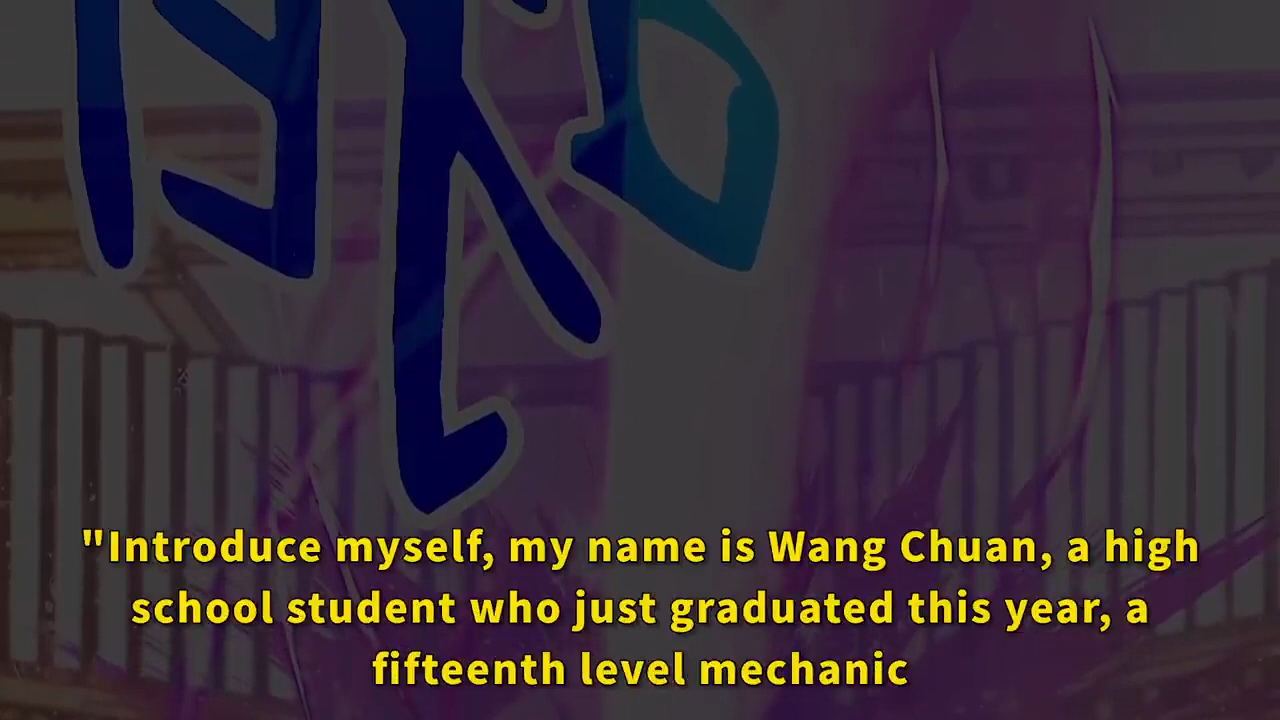 "Introduce myself, my name is Wang Chuan, a high
school student who just graduated this year, a
fifteenth level mechanic